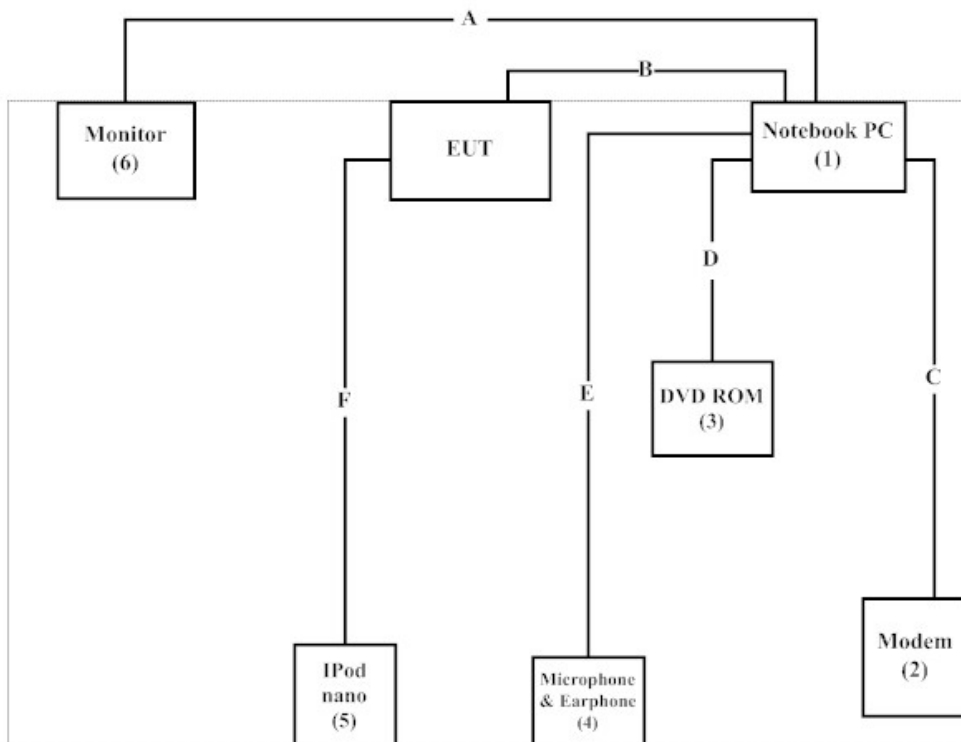 A
B
Monitor
(6)
EUT
Notebook PC
(1)
D
F
E
C
DVD ROM
(3)
IPod
nano
(5)
Microphone
& Earphone
(4)
Modem
(2)